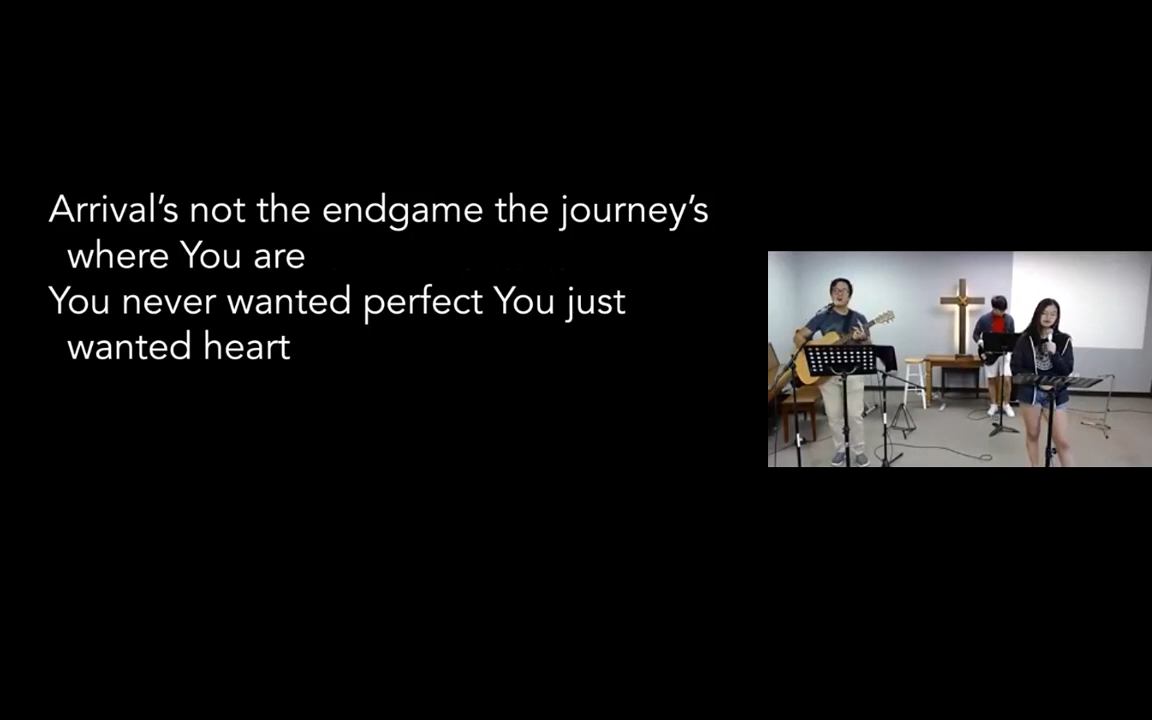 Arrival’s not the endgame the journey’s
where You are
You never wanted perfect You just
wanted heart